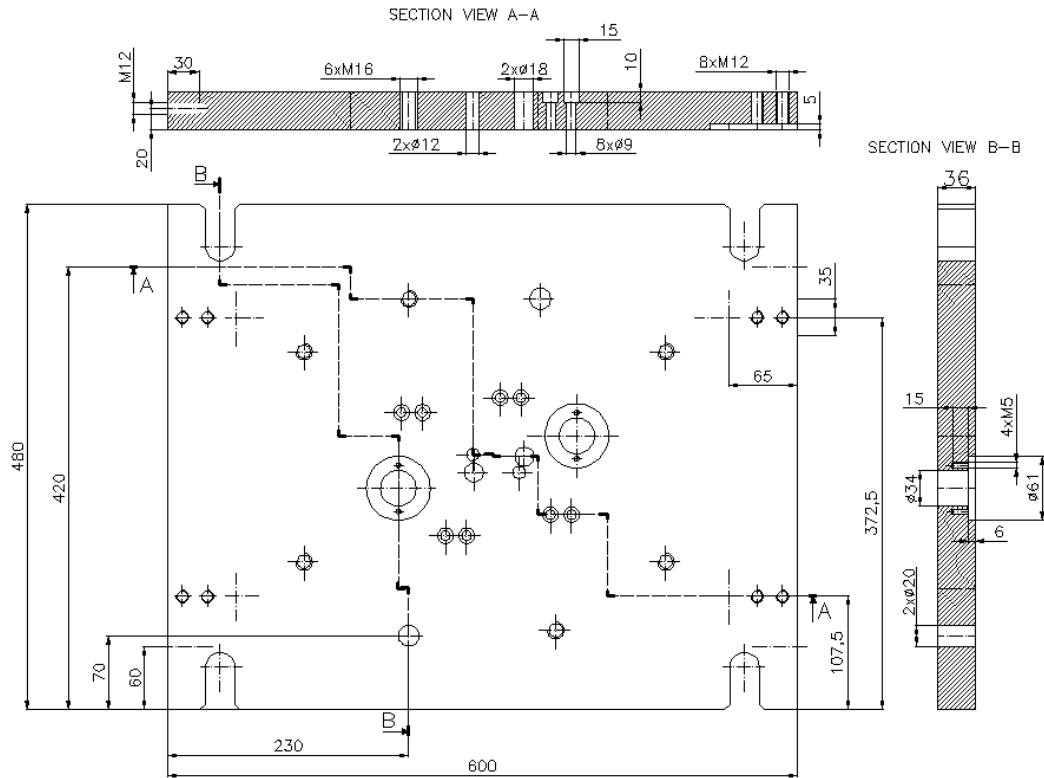 SECTION VIEW A-A
15
M12
30
6xM16
2xø18
10
8xM12
5
20
2xø12
8xø9
SECTION VIEW B-B
36
B
A
35
65
15
4xM5
480
420
372,5
ø34
ø61
6
2xø20
A
107,5
70
60
B
230
600